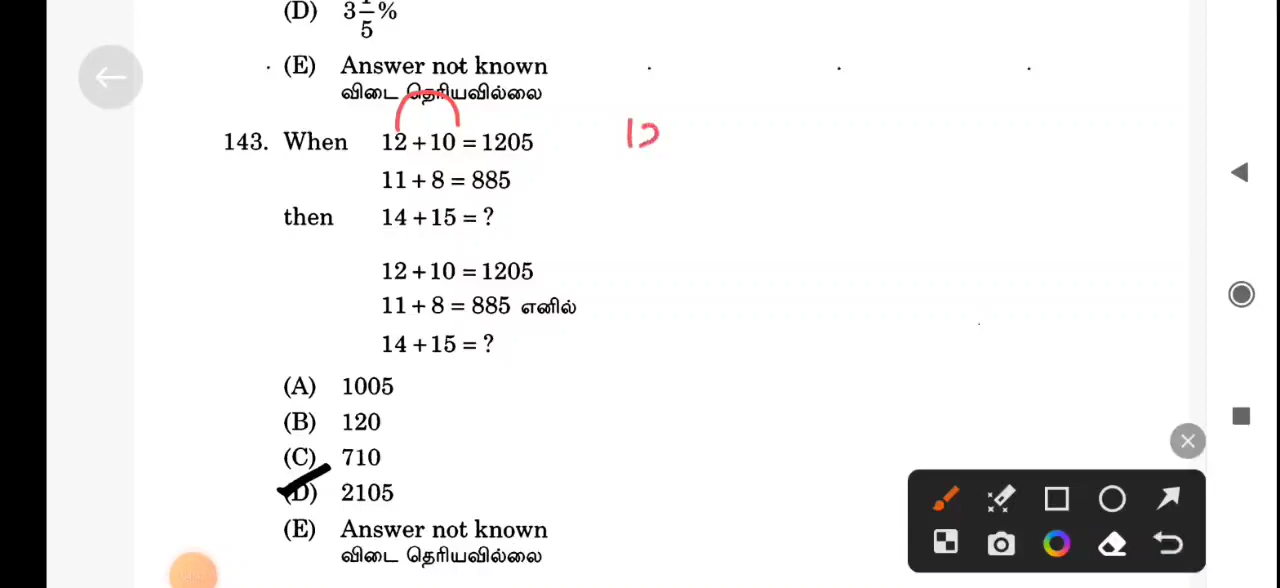 (D) 3 1/5 %
(E) Answer not known
விடை தெரியவில்லை
143. When 12 + 10 = 1205 12
11 + 8 = 885
then 14 + 15 = ?
12 + 10 = 1205
11 + 8 = 885 எனில்
14 + 15 = ?
(A) 1005
(B) 120
(C) 710
(D) 2105
(E) Answer not known
விடை தெரியவில்லை